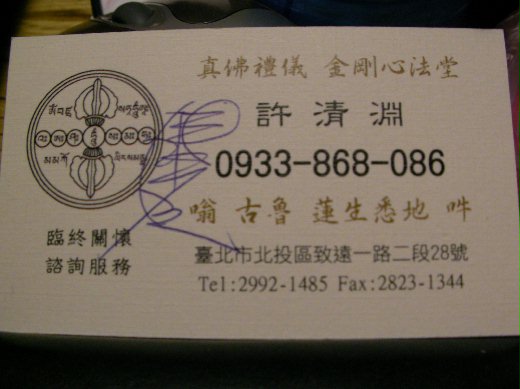 真佛禮儀 金剛心法堂
許清淵
0933-868-086
嗡 古魯 蓮生悉地 吽
臨終關懷
諮詢服務
臺北市北投區致遠一路二段28號
Tel:2992-1485 Fax:2823-1344